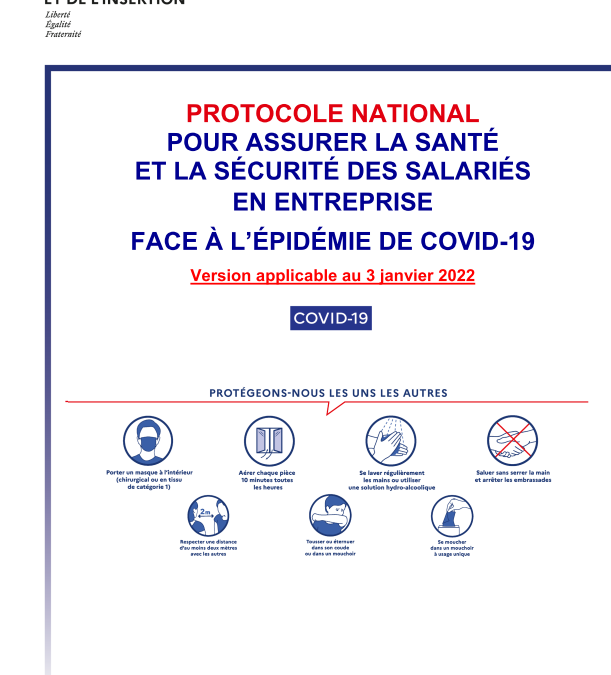 ET DE L'INSERTION
Liberté
Égalité
Fraternité
PROTOCOLE NATIONAL
POUR ASSURER LA SANTÉ
ET LA SÉCURITÉ DES SALARIÉS
EN ENTREPRISE
FACE À L'ÉPIDÉMIE DE COVID-19
Version applicable au 3 janvier 2022
COVID-19
PROTÉGEONS-NOUS LES UNS LES AUTRES
Porter un masque à l'intérieur
(chirurgical ou en tissu
de catégorie 1)
Aérer chaque pièce
10 minutes toutes
les heures
Se laver régulièrement
les mains ou utiliser
une solution hydro-alcoolique
Saluer sans serrer la main
et arrêter les embrassades
2m
Respecter une distance
d'au moins deux mètres
avec les autres
Tousser ou éternuer
dans son coude
ou dans un mouchoir
Se moucher
dans un mouchoir
à usage unique